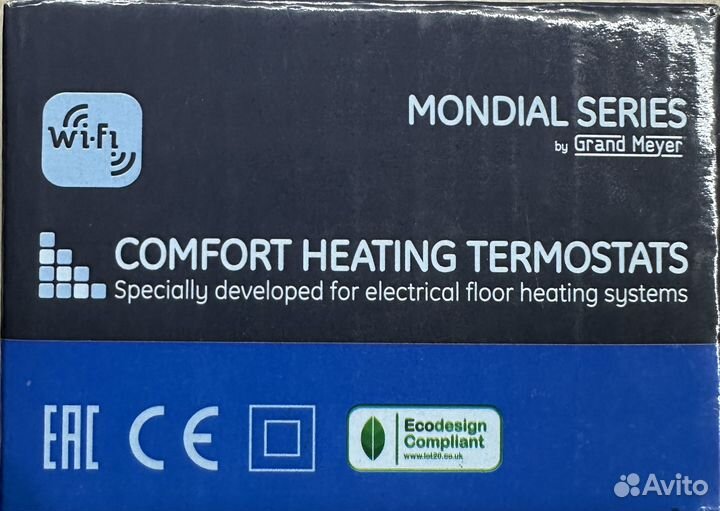 Wi-Fi
MONDIAL SERIES
by Grand Meyer
COMFORT HEATING TERMOSTATS
Specially developed for electrical floor heating systems
EAC CE
Ecodesign
Compliant
www.lot20.co.uk
Avito